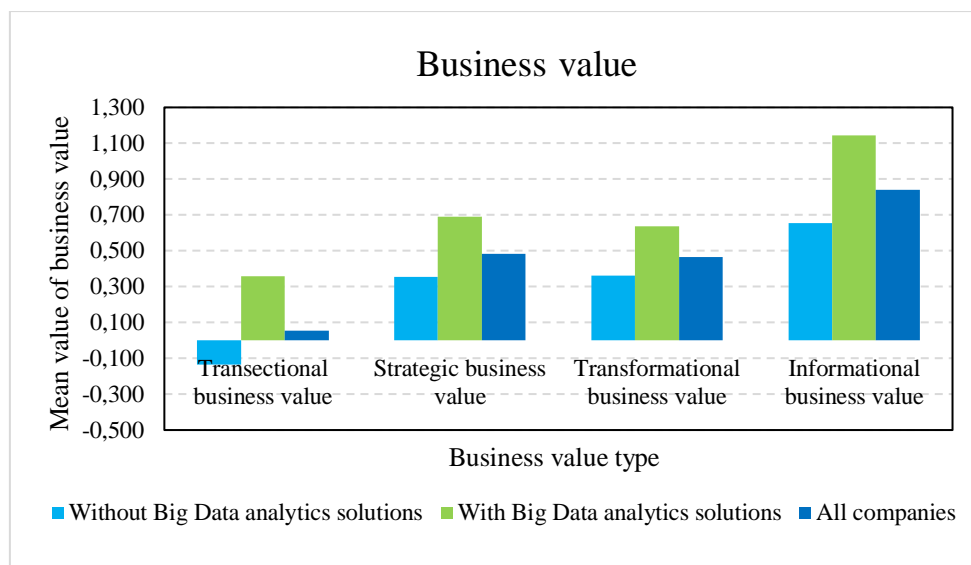 Business value
Mean value of business value
1,300
1,100
0,900
0,700
0,500
0,300
0,100
-0,100
-0,300
-0,500
Transectional
business value
Strategic business
value
Transformational
business value
Informational
business value
Business value type
Without Big Data analytics solutions
With Big Data analytics solutions
All companies